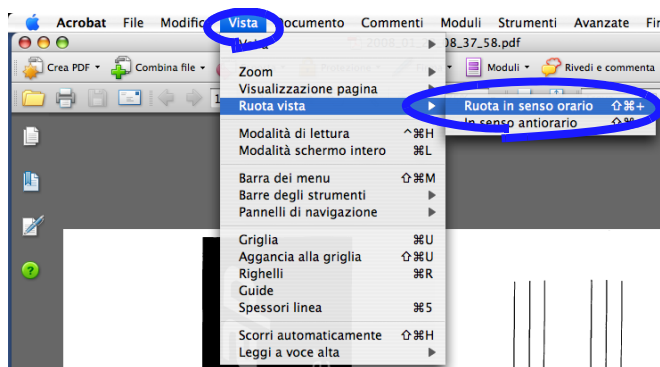 Acrobat File Modifica Vista Documento Commenti Moduli Strumenti Avanzate
08_37_58.pdf
Crea PDF Combina file Moduli Rivedi e commenta
Zoom
Visualizzazione pagina
Ruota vista
Ruota in senso orario ⇧⌘+
In senso antiorario
Modalità di lettura ^⌘H
Modalità schermo intero ⌘L
Barra dei menu ⇧⌘M
Barre degli strumenti
Pannelli di navigazione
Griglia ⌘U
Aggancia alla griglia ⇧⌘U
Righelli ⌘R
Guide
Spessori linea ⌘5
Scorri automaticamente ⇧⌘H
Leggi a voce alta